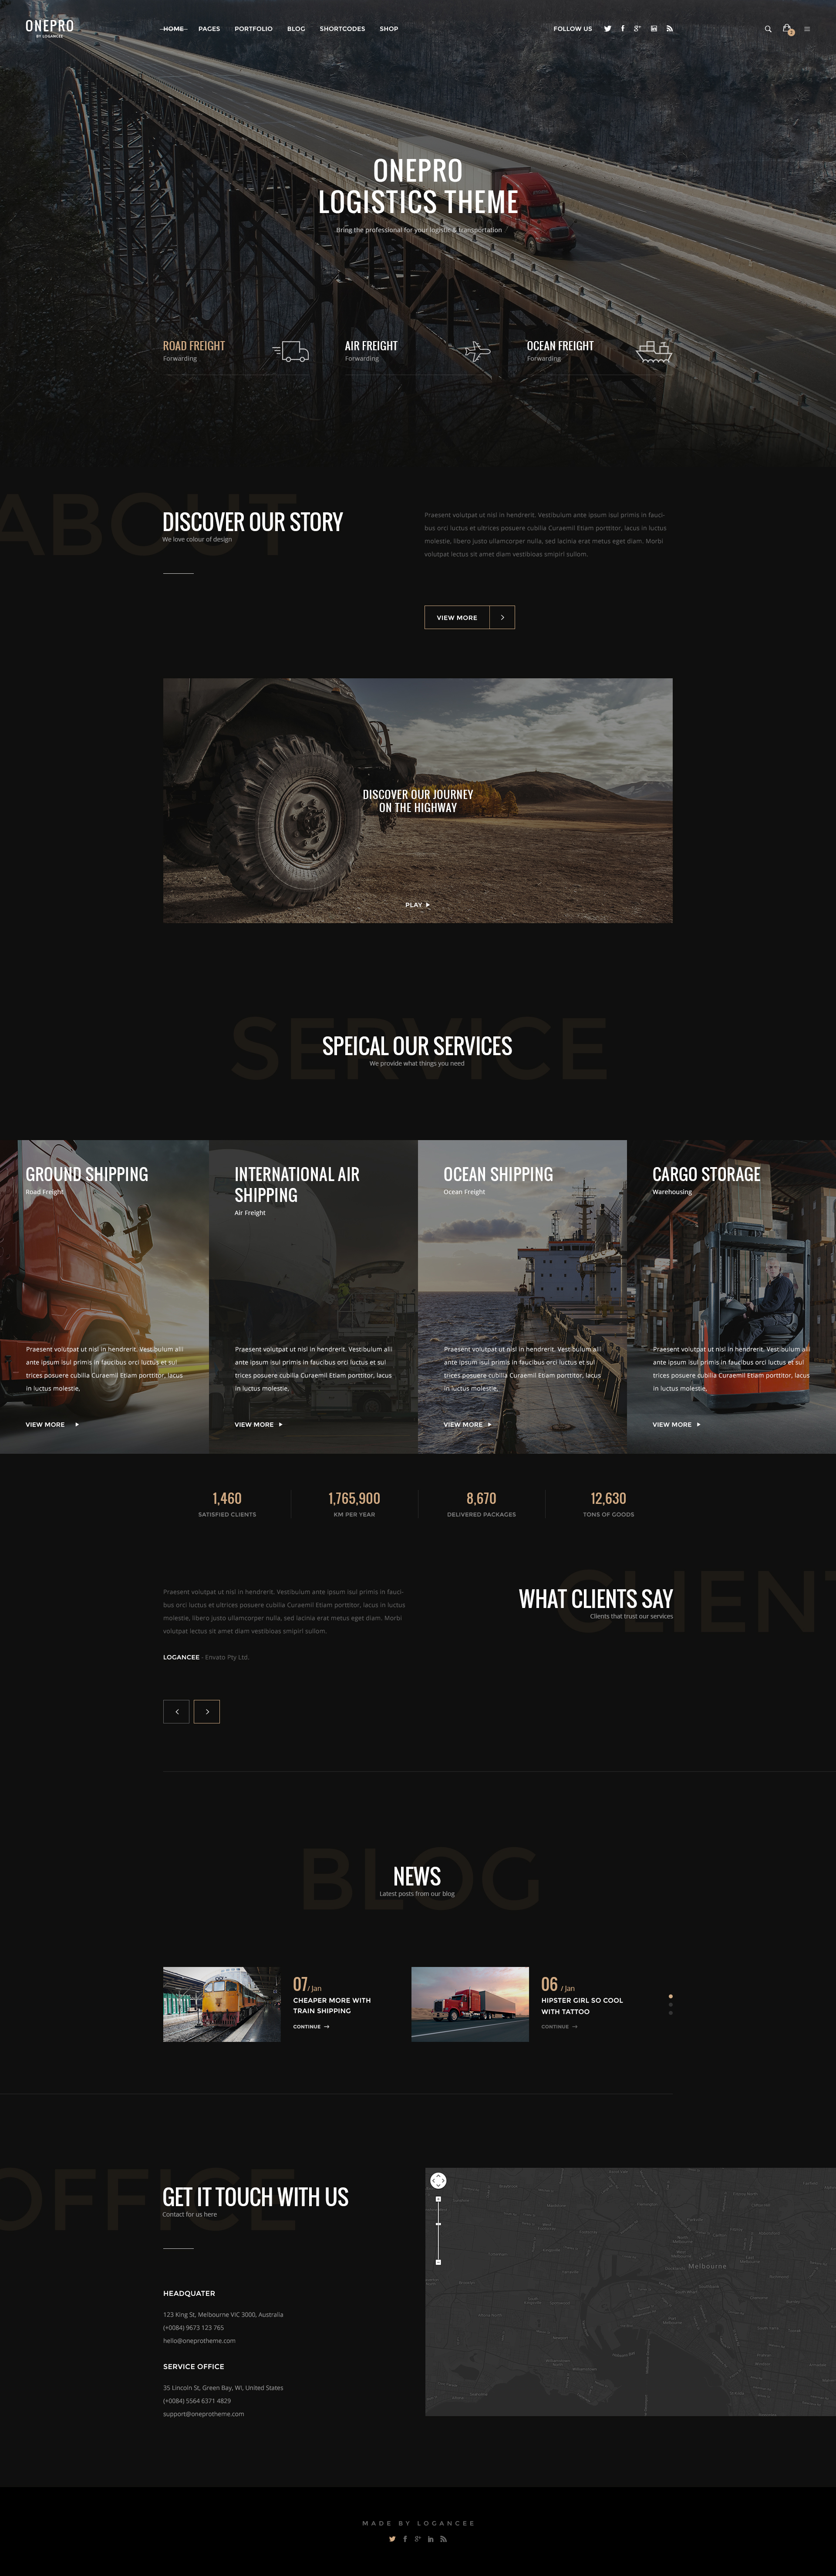 ONEPRO
BY LOGANCEE
HOME
PAGES
PORTFOLIO
BLOG
SHORTCODES
SHOP
FOLLOW US
2
ONEPRO
LOGISTICS THEME
Bring the professional for your logistic & transportation
ROAD FREIGHT
Forwarding
AIR FREIGHT
Forwarding
OCEAN FREIGHT
Forwarding
ABOUT
DISCOVER OUR STORY
We love colour of design
Praesent volutpat ut nisl in hendrerit. Vestibulum ante ipsum isul primis in fauci-
bus orci luctus et ultrices posuere cubilia Curaemil Etiam porttitor, lacus in luctus
molestie, libero justo ullamcorper nulla, sed lacinia erat metus eget diam. Morbi
volutpat lectus sit amet diam vestibioas smipirl sullom.
VIEW MORE
DISCOVER OUR JOURNEY
ON THE HIGHWAY
PLAY
SERVICE
SPEICAL OUR SERVICES
We provide what things you need
GROUND SHIPPING
Road Freight
Praesent volutpat ut nisl in hendrerit. Vestibulum alli
ante ipsum isul primis in faucibus orci luctus et sul
trices posuere cubilia Curaemil Etiam porttitor, lacus
in luctus molestie,
VIEW MORE
INTERNATIONAL AIR
SHIPPING
Air Freight
Praesent volutpat ut nisl in hendrerit. Vestibulum alli
ante ipsum isul primis in faucibus orci luctus et sul
trices posuere cubilia Curaemil Etiam porttitor, lacus
in luctus molestie,
VIEW MORE
OCEAN SHIPPING
Ocean Freight
Praesent volutpat ut nisl in hendrerit. Vestibulum alli
ante ipsum isul primis in faucibus orci luctus et sul
trices posuere cubilia Curaemil Etiam porttitor, lacus
in luctus molestie,
VIEW MORE
CARGO STORAGE
Warehousing
Praesent volutpat ut nisl in hendrerit. Vestibulum alli
ante ipsum isul primis in faucibus orci luctus et sul
trices posuere cubilia Curaemil Etiam porttitor, lacus
in luctus molestie,
VIEW MORE
1,460
SATISFIED CLIENTS
1,765,900
KM PER YEAR
8,670
DELIVERED PACKAGES
12,630
TONS OF GOODS
Praesent volutpat ut nisl in hendrerit. Vestibulum ante ipsum isul primis in fauci-
bus orci luctus et ultrices posuere cubilia Curaemil Etiam porttitor, lacus in luctus
molestie, libero justo ullamcorper nulla, sed lacinia erat metus eget diam. Morbi
volutpat lectus sit amet diam vestibioas smipirl sullom.
LOGANCEE - Envato Pty Ltd.
CLIENT
WHAT CLIENTS SAY
Clients that trust our services
BLOG
NEWS
Latest posts from our blog
07/ Jan
CHEAPER MORE WITH
TRAIN SHIPPING
CONTINUE
06 / Jan
HIPSTER GIRL SO COOL
WITH TATTOO
CONTINUE
OFFICE
GET IT TOUCH WITH US
Contact for us here
HEADQUATER
123 King St, Melbourne VIC 3000, Australia
(+0084) 9673 123 765
hello@oneprotheme.com
SERVICE OFFICE
35 Lincoln St, Green Bay, WI, United States
(+0084) 5564 6371 4829
support@oneprotheme.com
Melbourne
MADE BY LOGANCEE